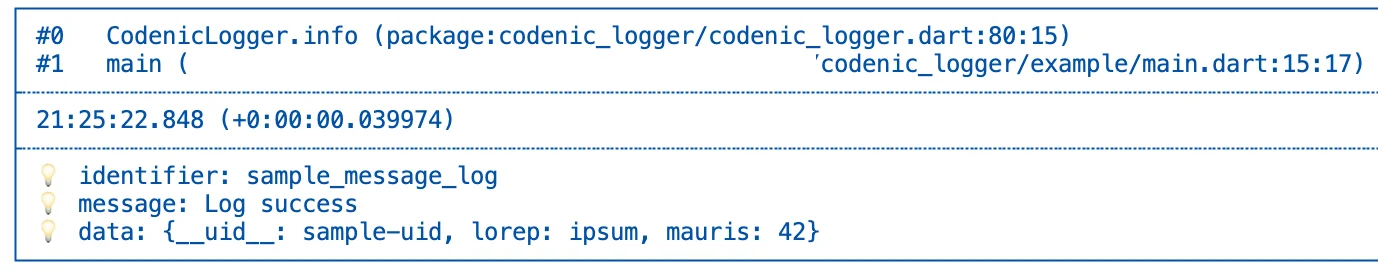 #0 CodenicLogger.info (package:codenic_logger/codenic_logger.dart:80:15)
#1 main ( /codenic_logger/example/main.dart:15:17)
21:25:22.848 (+0:00:00.039974)
💡 identifier: sample_message_log
💡 message: Log success
💡 data: {__uid__: sample-uid, lorep: ipsum, mauris: 42}